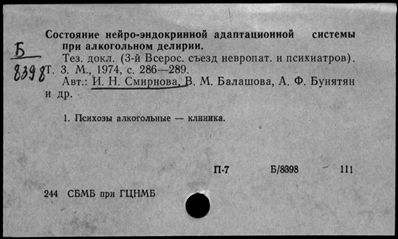 Состояние нейро-эндокринной адаптационной системы
при алкогольном делирии.
Б
8398
Тез. докл. (3-й Всерос. съезд невропат. и психиатров).
Т. 3. М., 1974, с. 286—289.
Авт.: И. Н. Смирнова, В. М. Балашова, А. Ф. Бунятян
и др.
1. Психозы алкогольные — клиника.
П-7 Б/8398 111
244 СБМБ при ГЦНМБ